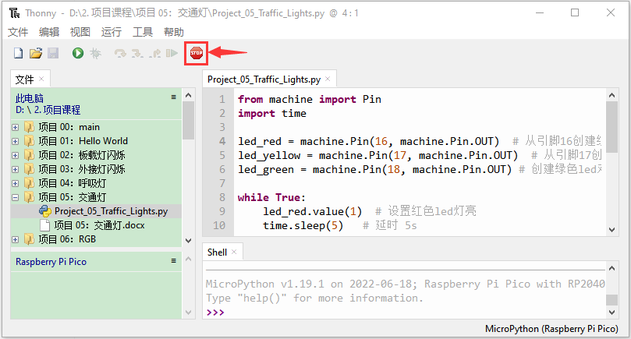 Thonny - D:\2.项目课程\项目 05：交通灯\Project_05_Traffic_Lights.py @ 4 : 1
文件 编辑 视图 运行 工具 帮助
STOP
文件
此电脑
D: \ 2.项目课程
项目 00：main
项目 01：Hello World
项目 02：板载灯闪烁
项目 03：外接灯闪烁
项目 04：呼吸灯
项目 05：交通灯
Project_05_Traffic_Lights.py
项目 05：交通灯.docx
项目 06：RGB
Raspberry Pi Pico
Project_05_Traffic_Lights.py
1 from machine import Pin
2 import time
3
4 led_red = machine.Pin(16, machine.Pin.OUT) # 从引脚16创建
5 led_yellow = machine.Pin(17, machine.Pin.OUT) # 从引脚17创
6 led_green = machine.Pin(18, machine.Pin.OUT) # 创建绿色led
7
8 while True:
9 led_red.value(1) # 设置红色led灯亮
10 time.sleep(5) # 延时 5s
Shell
MicroPython v1.19.1 on 2022-06-18; Raspberry Pi Pico with RP2040
Type "help()" for more information.
>>>
MicroPython (Raspberry Pi Pico)